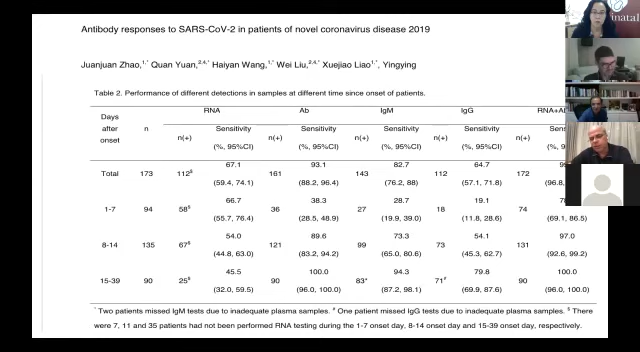 Antibody responses to SARS-CoV-2 in patients of novel coronavirus disease 2019
Juanjuan Zhao,1,* Quan Yuan,2,4,* Haiyan Wang,1,* Wei Liu,2,4,* Xuejiao Liao1,*, Yingying
Table 2. Performance of different detections in samples at different time since onset of patients.
Days after onset n RNA Ab IgM IgG RNA+Ab
n(+) Sensitivity (%, 95%CI) n(+) Sensitivity (%, 95%CI) n(+) Sensitivity (%, 95%CI) n(+) Sensitivity (%, 95%CI) n(+)
Total 173 112§ 67.1 (59.4, 74.1) 161 93.1 (88.2, 96.4) 143 82.7 (76.2, 88) 112 64.7 (57.1, 71.8) 172 (96.8,
1-7 94 58§ 66.7 (55.7, 76.4) 36 38.3 (28.5, 48.9) 27 28.7 (19.9, 39.0) 18 19.1 (11.8, 28.6) 74 (69.1, 86.5)
8-14 135 67§ 54.0 (44.8, 63.0) 121 89.6 (83.2, 94.2) 99 73.3 (65.0, 80.6) 73 54.1 (45.3, 62.7) 131 97.0 (92.6, 99.2)
15-39 90 25§ 45.5 (32.0, 59.5) 90 100.0 (96.0, 100.0) 83* 94.3 (87.2, 98.1) 71# 79.8 (69.9, 87.6) 90 100.0 (96.0, 100.0)
* Two patients missed IgM tests due to inadequate plasma samples. # One patient missed IgG tests due to inadequate plasma samples. § There
were 7, 11 and 35 patients had not been performed RNA testing during the 1-7 onset day, 8-14 onset day and 15-39 onset day, respectively.